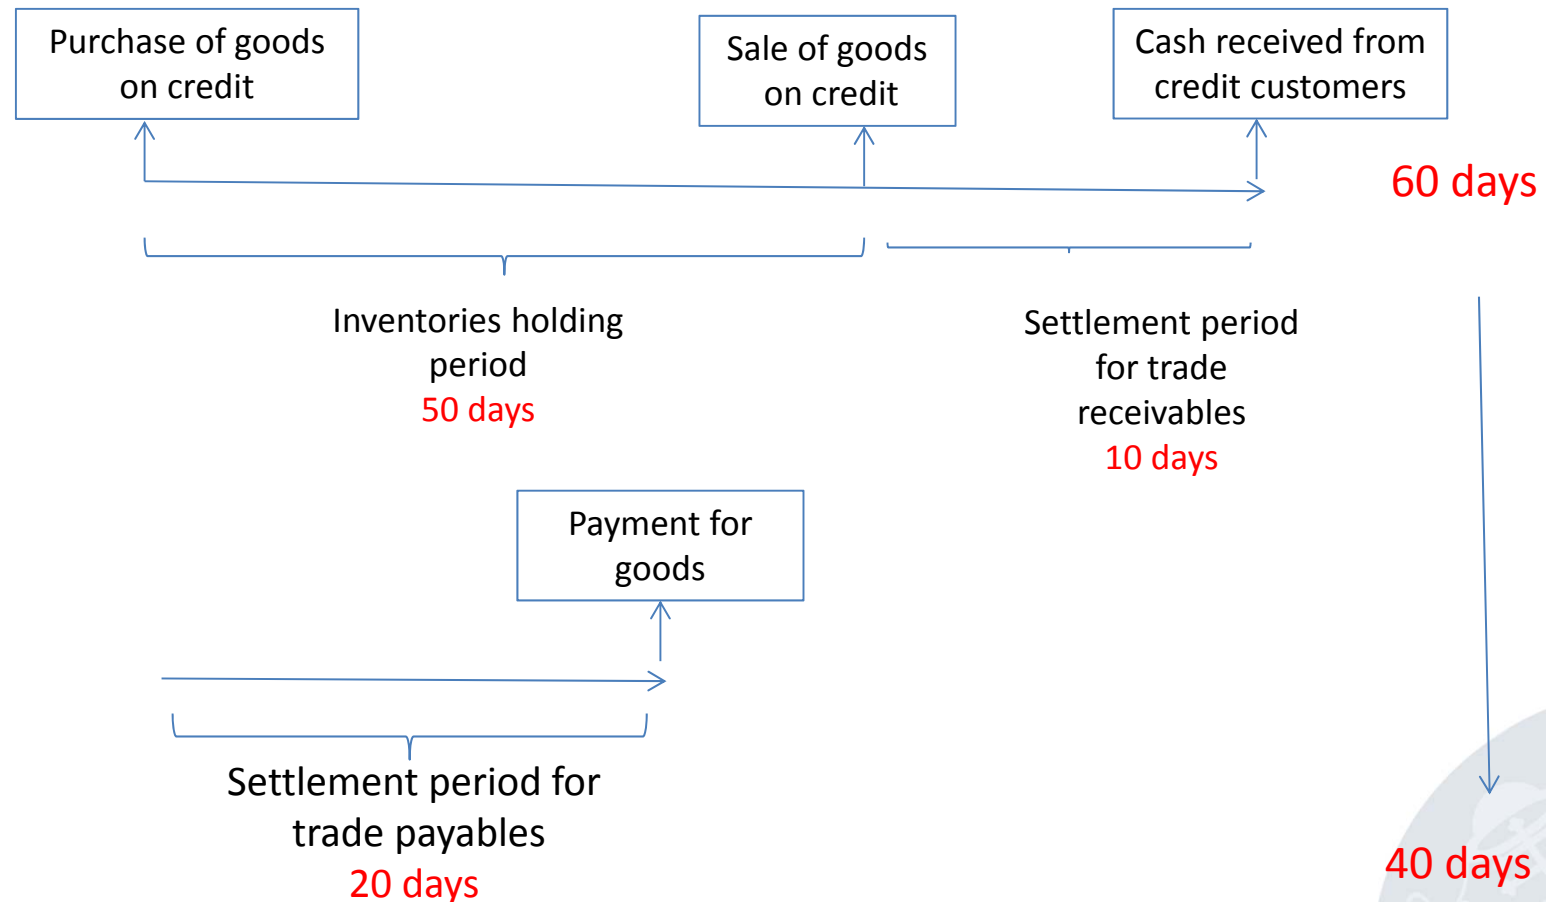 Purchase of goods
on credit
Sale of goods
on credit
Cash received from
credit customers
60 days
Inventories holding
period
50 days
Settlement period
for trade
receivables
10 days
Payment for
goods
Settlement period for
trade payables
20 days
40 days